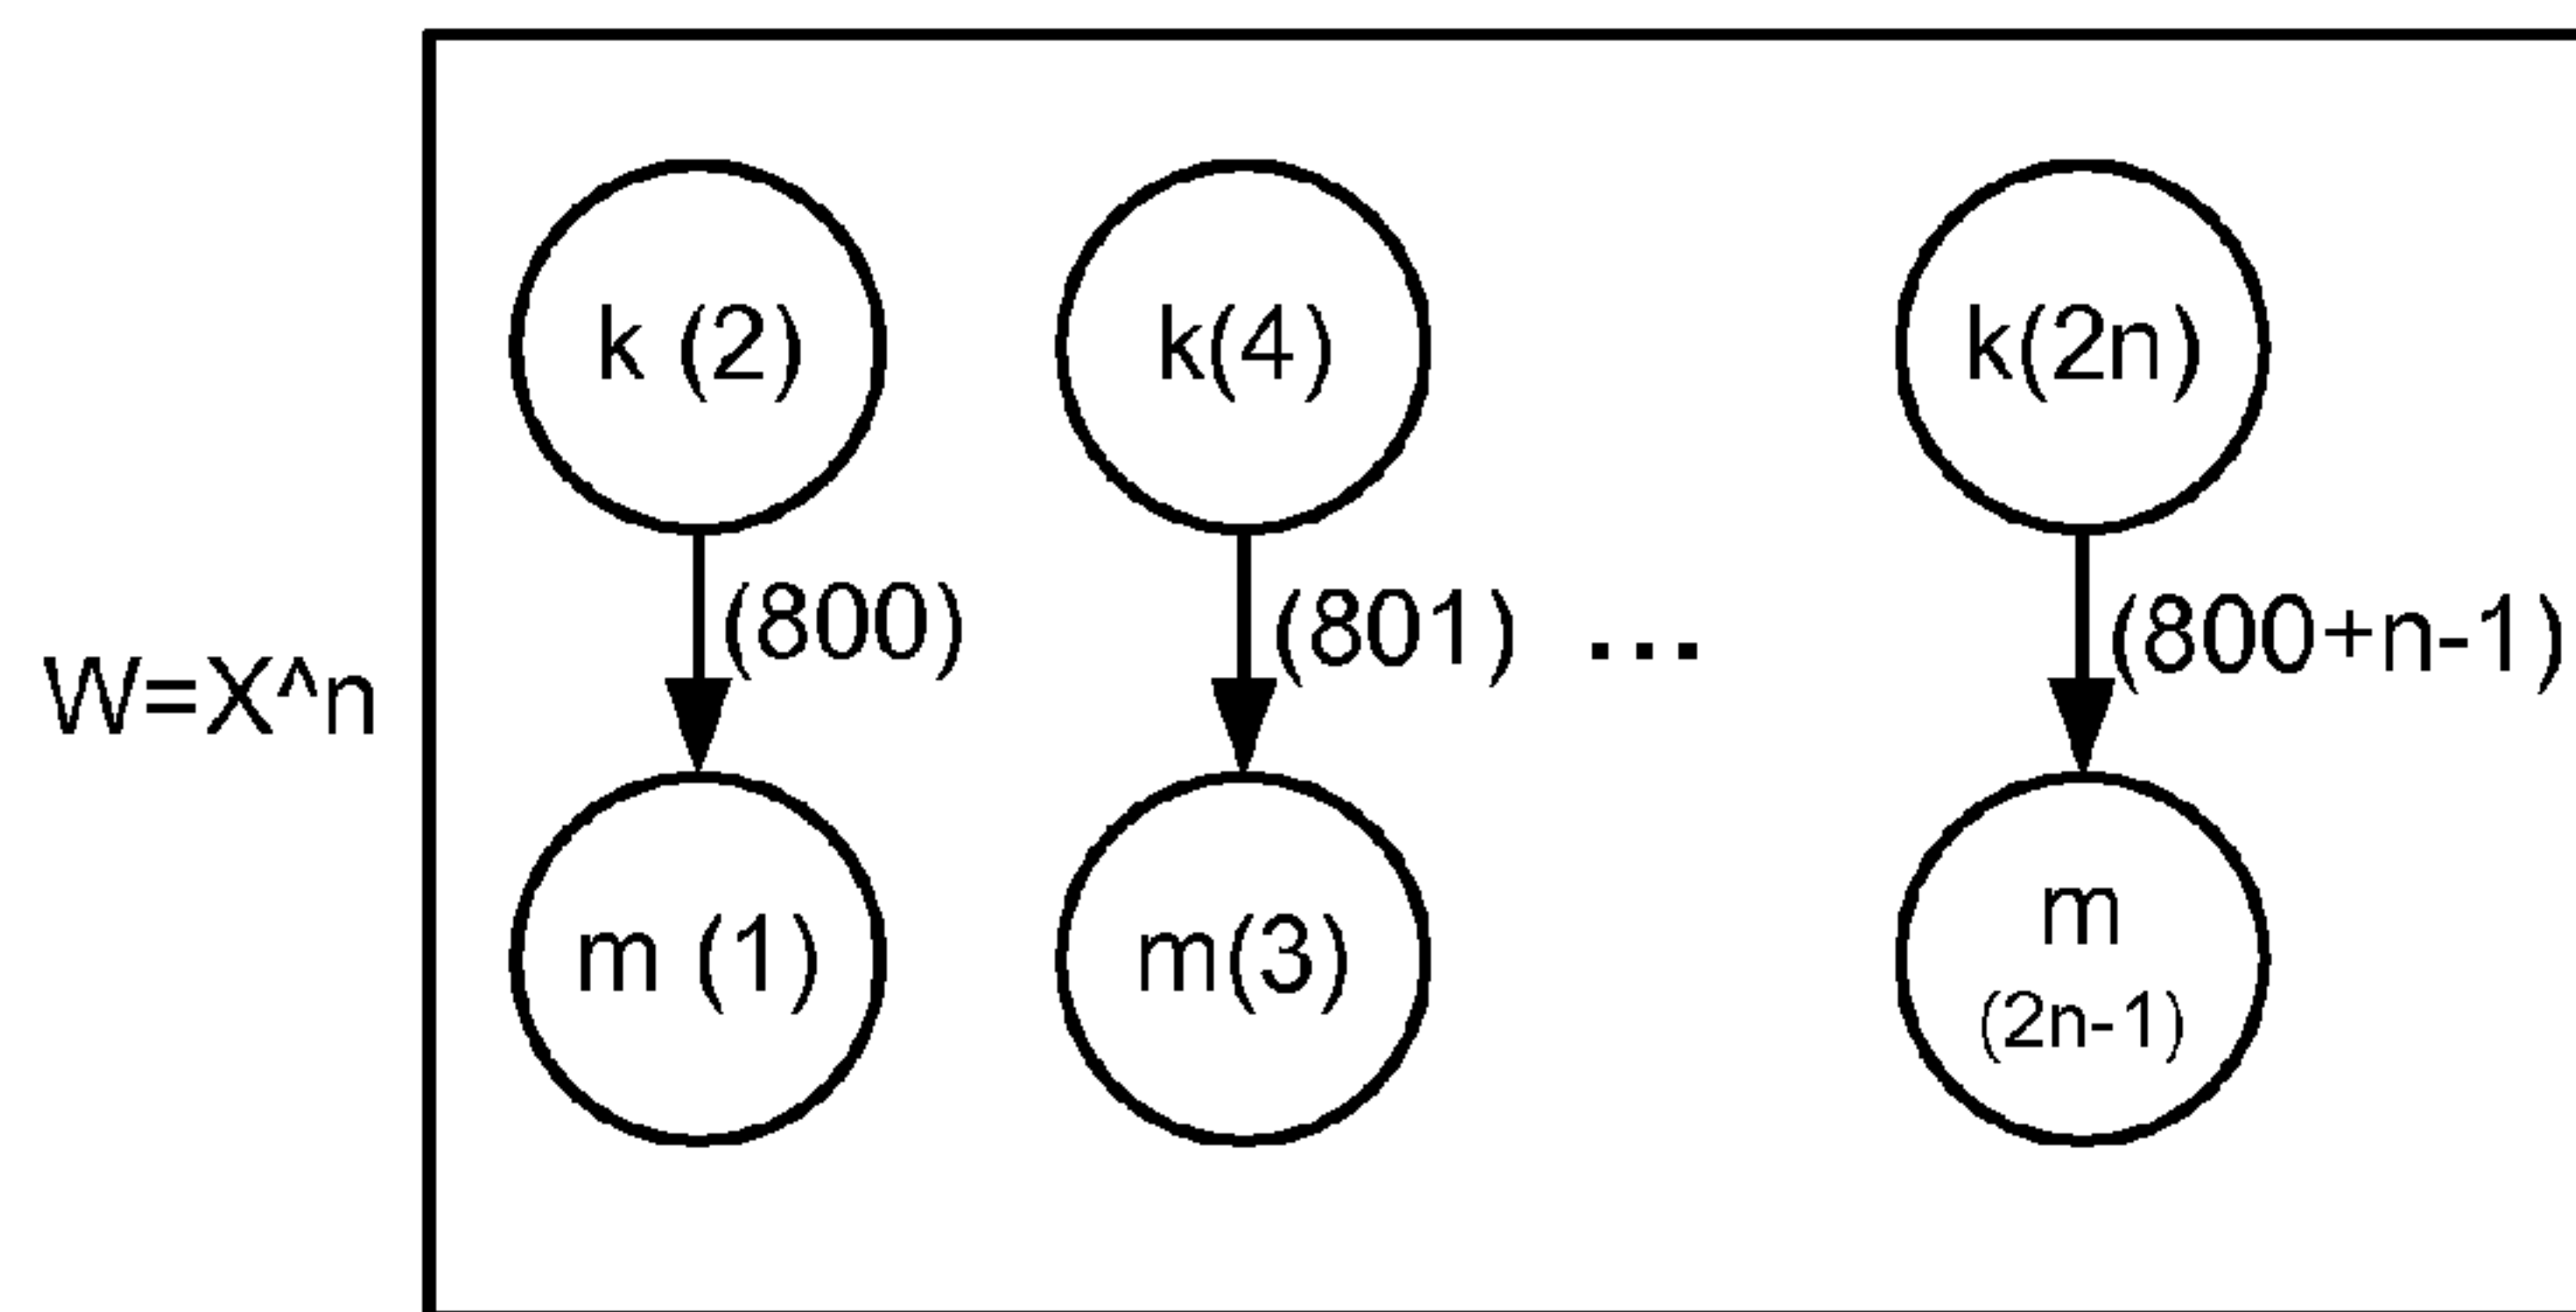 k (2) k(4) k(2n)
(800) (801) ... (800+n-1)
W=X^n
m (1) m(3) m
(2n-1)